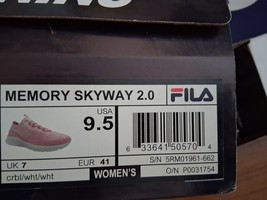 MEMORY SKYWAY 2.0
FILA
USA
9.5
6 33641 50570 4
UK 7
EUR 41
S/N 5RM01961-662
crbl/wht/wht
WOMEN'S
O/N P0031754